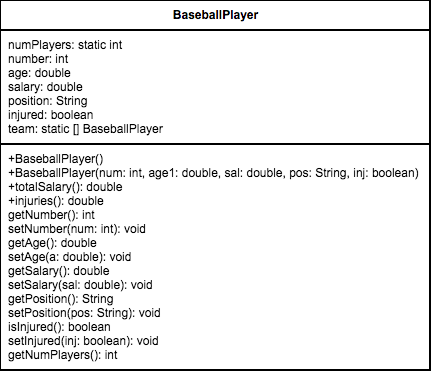 BaseballPlayer
numPlayers: static int
number: int
age: double
salary: double
position: String
injured: boolean
team: static [] BaseballPlayer
+BaseballPlayer()
+BaseballPlayer(num: int, age1: double, sal: double, pos: String, inj: boolean)
+totalSalary(): double
+injuries(): double
getNumber(): int
setNumber(num: int): void
getAge(): double
setAge(a: double): void
getSalary(): double
setSalary(sal: double): void
getPosition(): String
setPosition(pos: String): void
isInjured(): boolean
setInjured(inj: boolean): void
getNumPlayers(): int